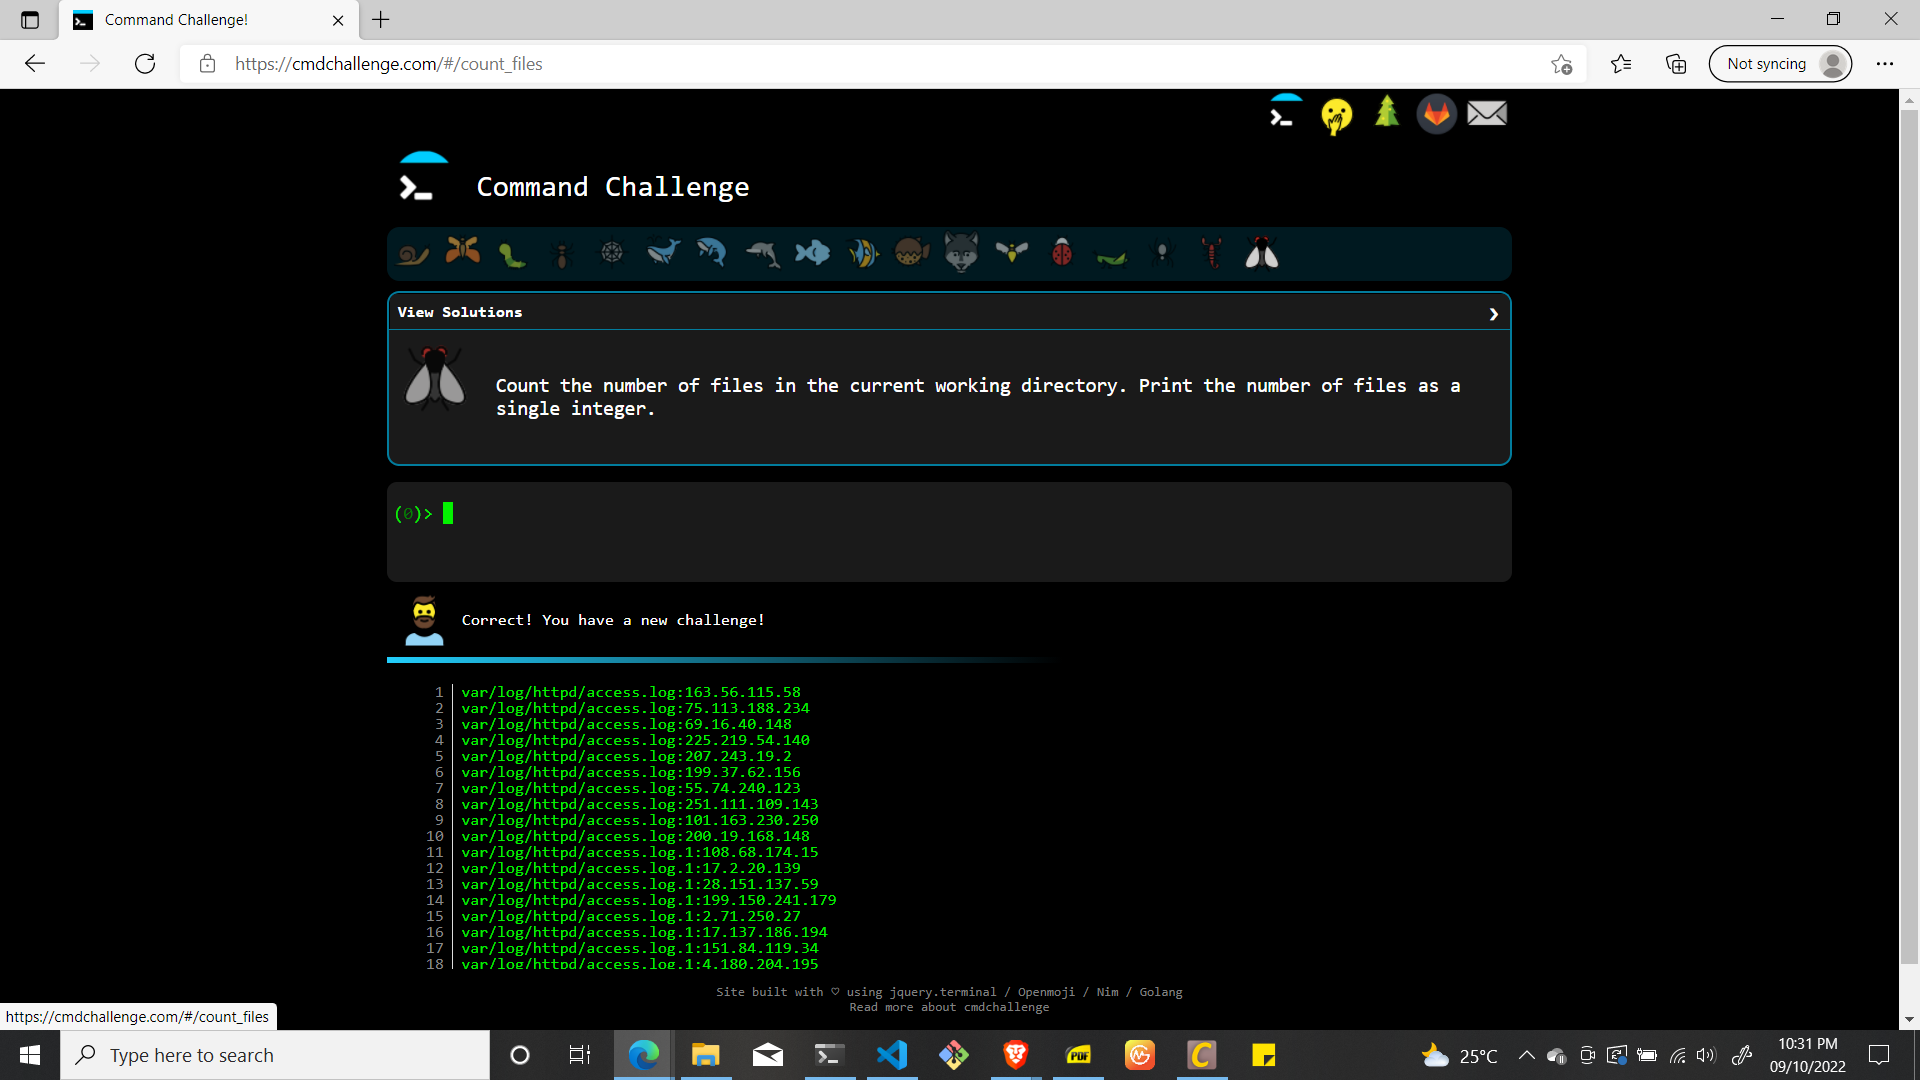 Command Challenge!
https://cmdchallenge.com/#/count_files
Not syncing
Command Challenge
View Solutions
Count the number of files in the current working directory. Print the number of files as a
single integer.
(0)>
Correct! You have a new challenge!
1 var/log/httpd/access.log:163.56.115.58
2 var/log/httpd/access.log:75.113.188.234
3 var/log/httpd/access.log:69.16.40.148
4 var/log/httpd/access.log:225.219.54.140
5 var/log/httpd/access.log:207.243.19.2
6 var/log/httpd/access.log:199.37.62.156
7 var/log/httpd/access.log:55.74.240.123
8 var/log/httpd/access.log:251.111.109.143
9 var/log/httpd/access.log:101.163.230.250
10 var/log/httpd/access.log:200.19.168.148
11 var/log/httpd/access.log.1:108.68.174.15
12 var/log/httpd/access.log.1:17.2.20.139
13 var/log/httpd/access.log.1:28.151.137.59
14 var/log/httpd/access.log.1:199.150.241.179
15 var/log/httpd/access.log.1:2.71.250.27
16 var/log/httpd/access.log.1:17.137.186.194
17 var/log/httpd/access.log.1:151.84.119.34
18 var/log/httpd/access.log.1:4.180.204.195
Site built with ♡ using jquery.terminal / Openmoji / Nim / Golang
Read more about cmdchallenge
https://cmdchallenge.com/#/count_files
Type here to search
PDF
C
25°C
10:31 PM
09/10/2022